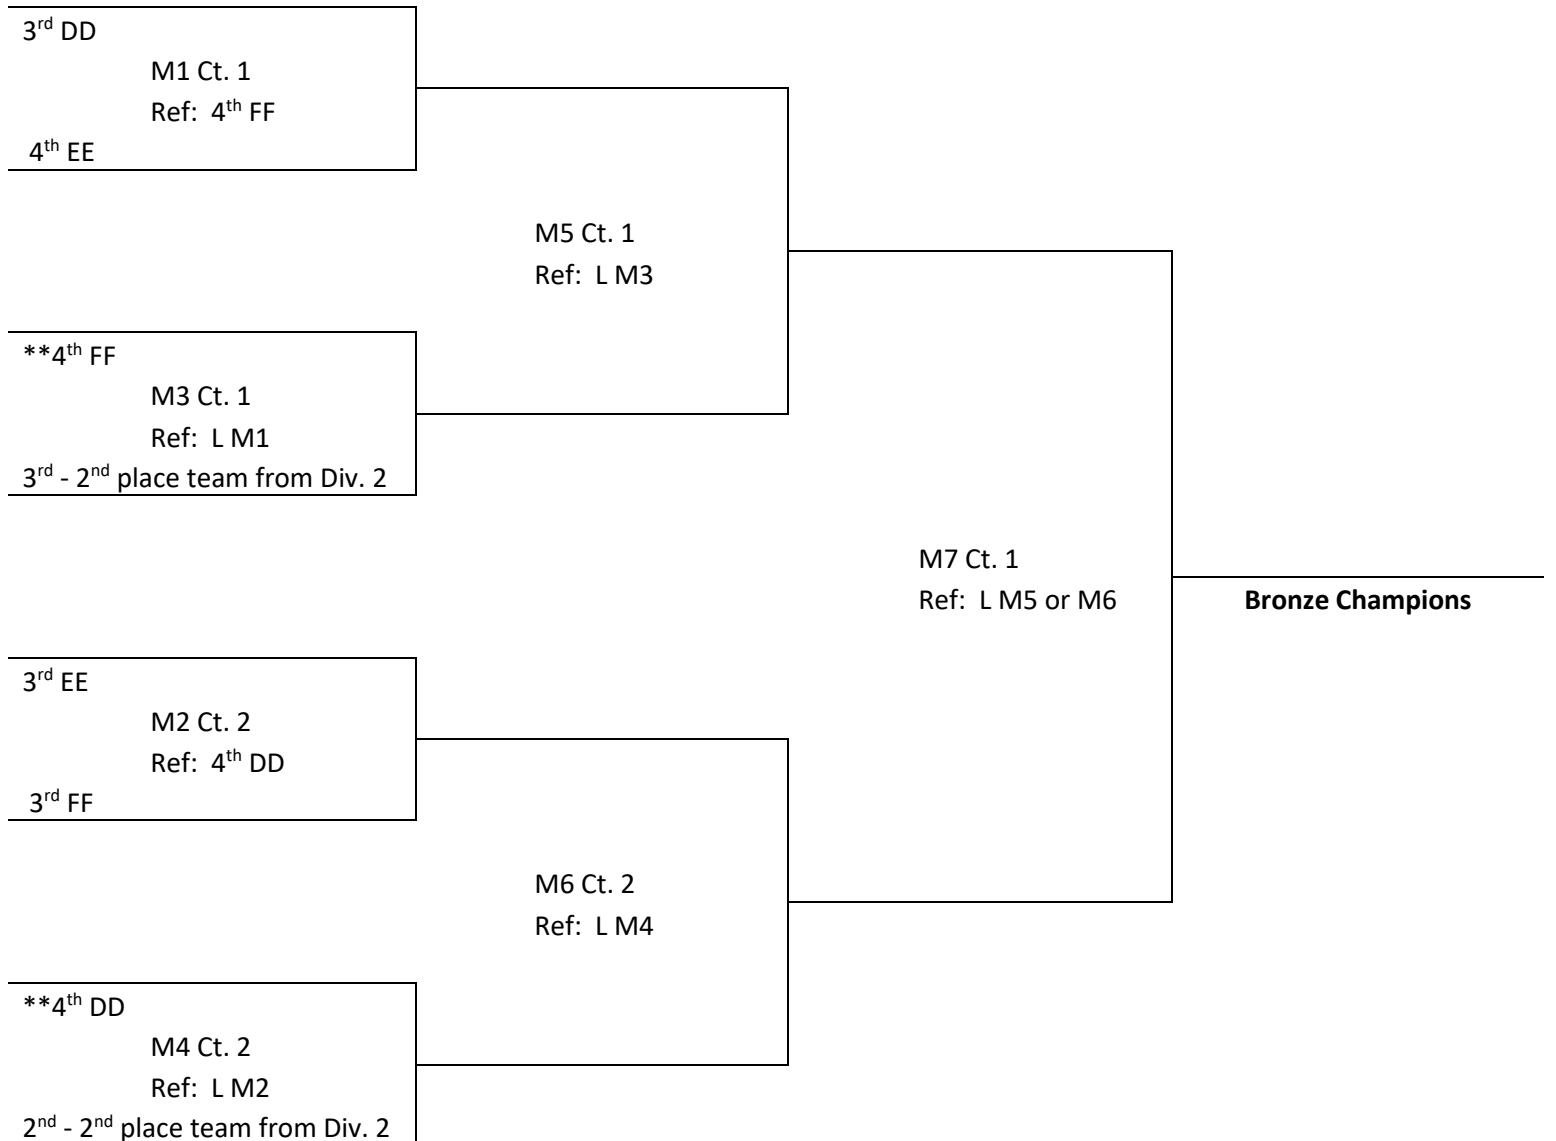 3rd DD
M1 Ct. 1
Ref: 4th FF
4th EE
M5 Ct. 1
Ref: L M3
**4th FF
M3 Ct. 1
Ref: L M1
3rd - 2nd place team from Div. 2
M7 Ct. 1
Ref: L M5 or M6
Bronze Champions
3rd EE
M2 Ct. 2
Ref: 4th DD
3rd FF
M6 Ct. 2
Ref: L M4
**4th DD
M4 Ct. 2
Ref: L M2
2nd - 2nd place team from Div. 2